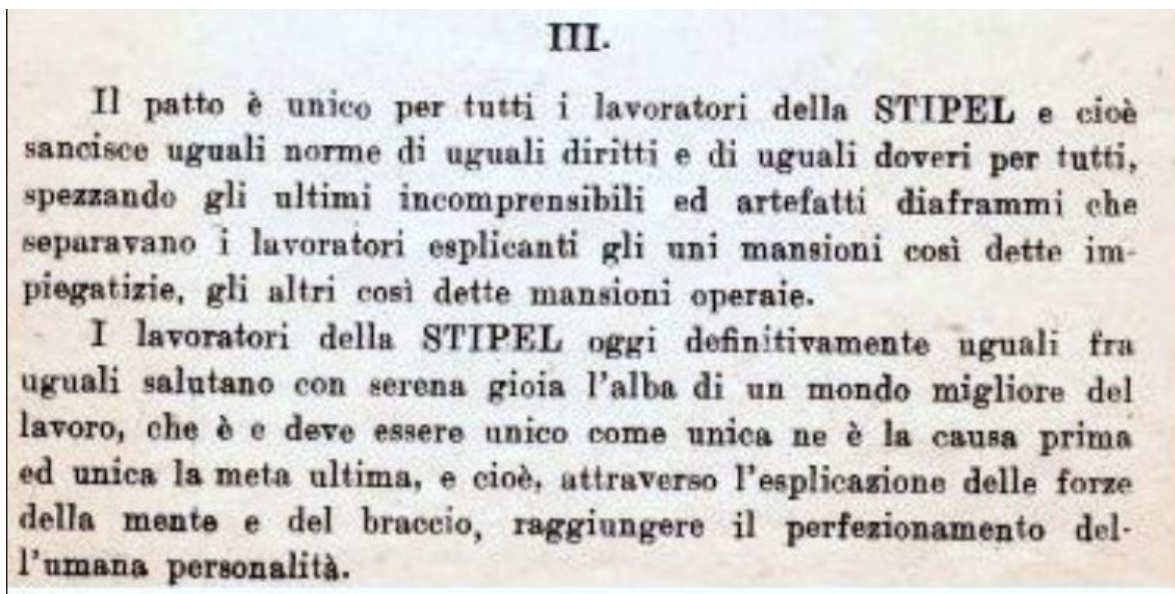 III.
Il patto è unico per tutti i lavoratori della STIPEL e cioè
sancisce uguali norme di uguali diritti e di uguali doveri per tutti,
spezzando gli ultimi incomprensibili ed artefatti diaframmi che
separavano i lavoratori esplicanti gli uni mansioni così dette im-
piegatizie, gli altri così dette mansioni operaie.
I lavoratori della STIPEL oggi definitivamente uguali fra
uguali salutano con serena gioia l'alba di un mondo migliore del
lavoro, che è e deve essere unico come unica ne è la causa prima
ed unica la meta ultima, e cioè, attraverso l'esplicazione delle forze
della mente e del braccio, raggiungere il perfezionamento del-
l'umana personalità.